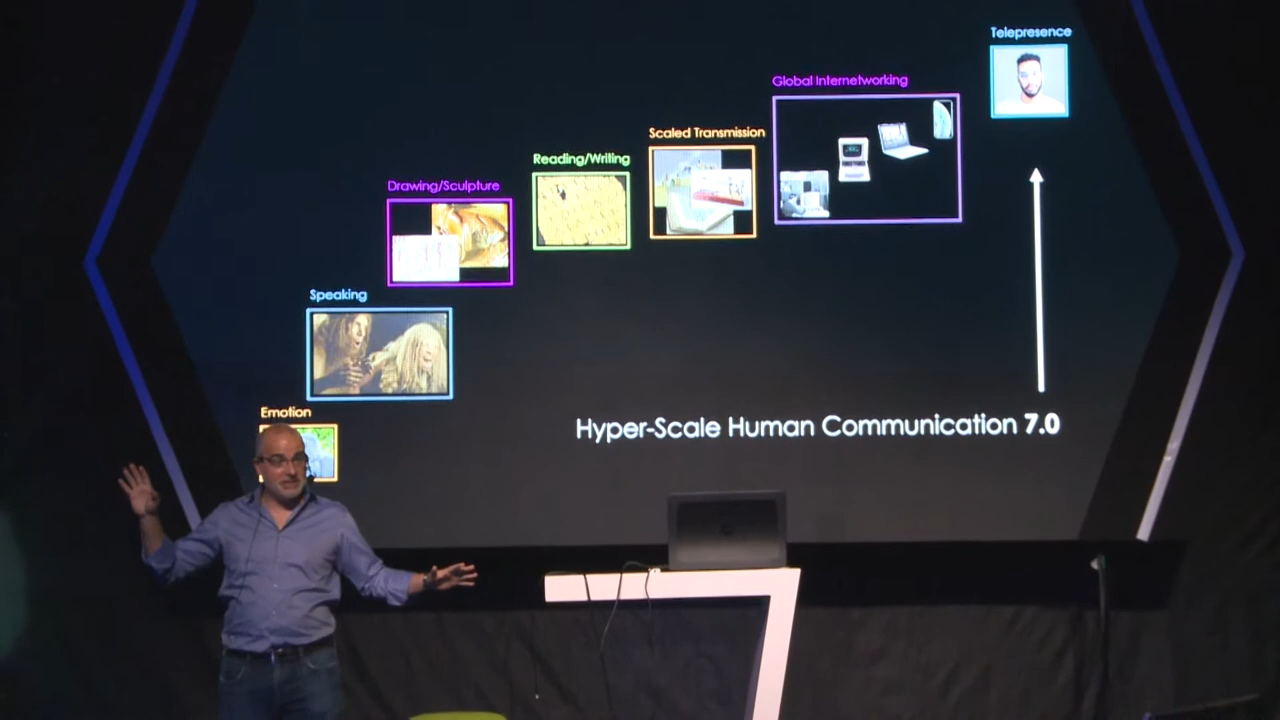 Telepresence
Global Internetworking
Scaled Transmission
Reading/Writing
Drawing/Sculpture
Speaking
Emotion
Hyper-Scale Human Communication 7.0